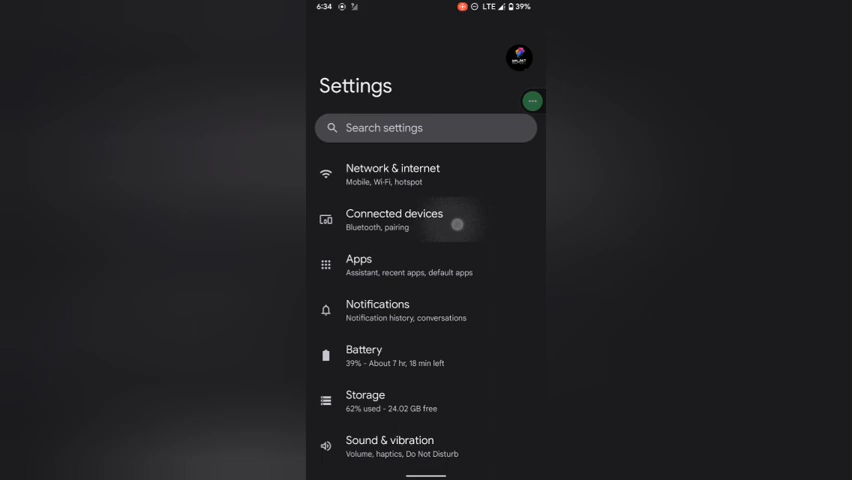 6:34 LTE 39%
Settings
Search settings
Network & internet
Mobile, Wi-Fi, hotspot
Connected devices
Bluetooth, pairing
Apps
Assistant, recent apps, default apps
Notifications
Notification history, conversations
Battery
39% - About 7 hr, 18 min left
Storage
62% used - 24.02 GB free
Sound & vibration
Volume, haptics, Do Not Disturb